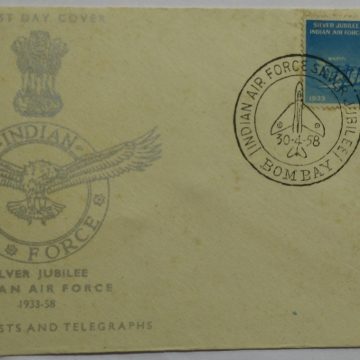 ST DAY COVER
INDIAN
FORCE
LVER JUBILEE
IAN AIR FORCE
1933-58
STS AND TELEGRAPHS
SILVER JUBILEE
INDIAN AIR FORCE
1933
INDIAN AIR FORCE SILVER JUBILEE
30-4-58
BOMBAY